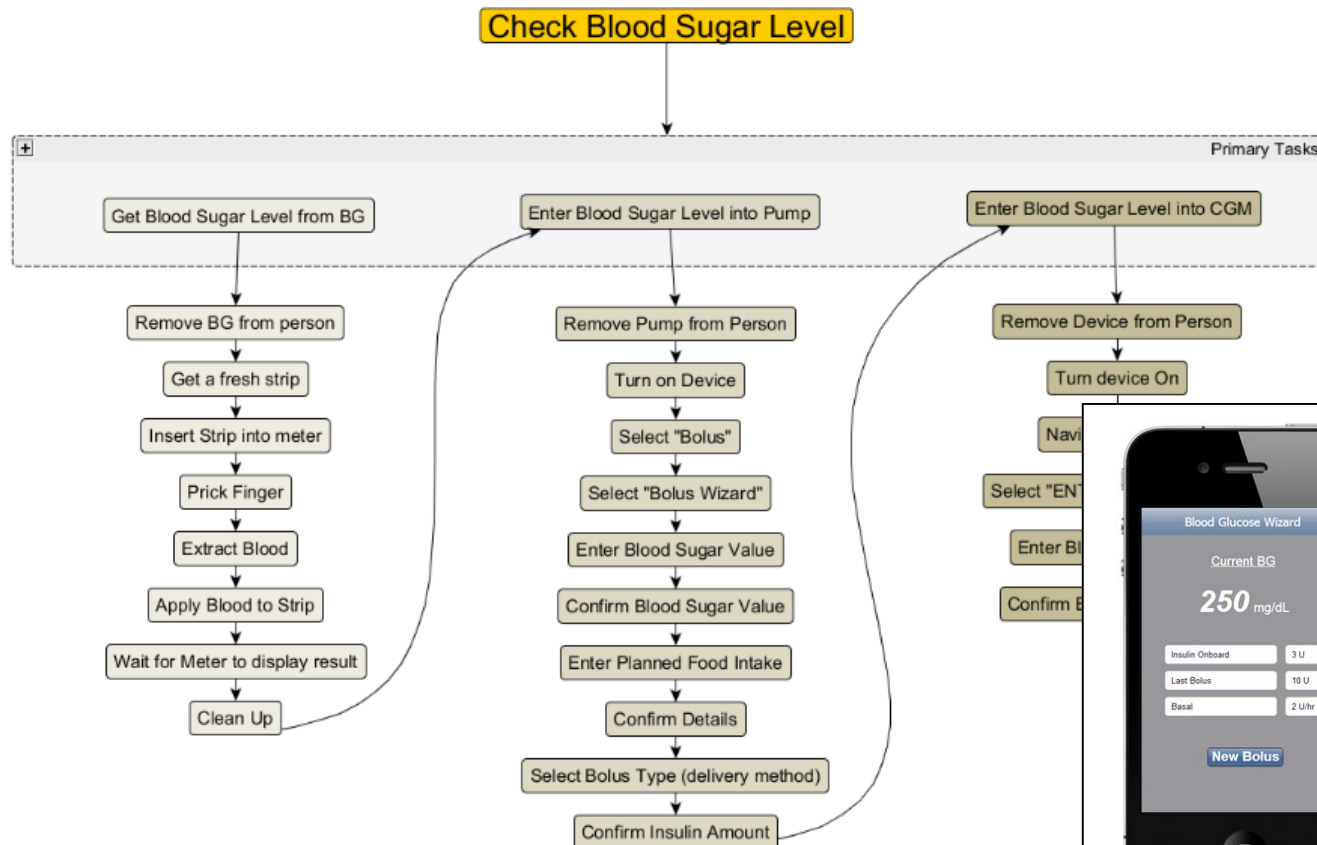 Check Blood Sugar Level
Primary Tasks
Get Blood Sugar Level from BG
Enter Blood Sugar Level into Pump
Enter Blood Sugar Level into CGM
Remove BG from person
Get a fresh strip
Insert Strip into meter
Prick Finger
Extract Blood
Apply Blood to Strip
Wait for Meter to display result
Clean Up
Remove Pump from Person
Turn on Device
Select "Bolus"
Select "Bolus Wizard"
Enter Blood Sugar Value
Confirm Blood Sugar Value
Enter Planned Food Intake
Confirm Details
Select Bolus Type (delivery method)
Confirm Insulin Amount
Remove Device from Person
Turn device On
Select
Enter
Confirm
Blood Glucose Wizard
Current BG
250 mg/dL
Insulin Onboard 3 U
Last Bolus 10 U
Basal 2 U/hr
New Bolus